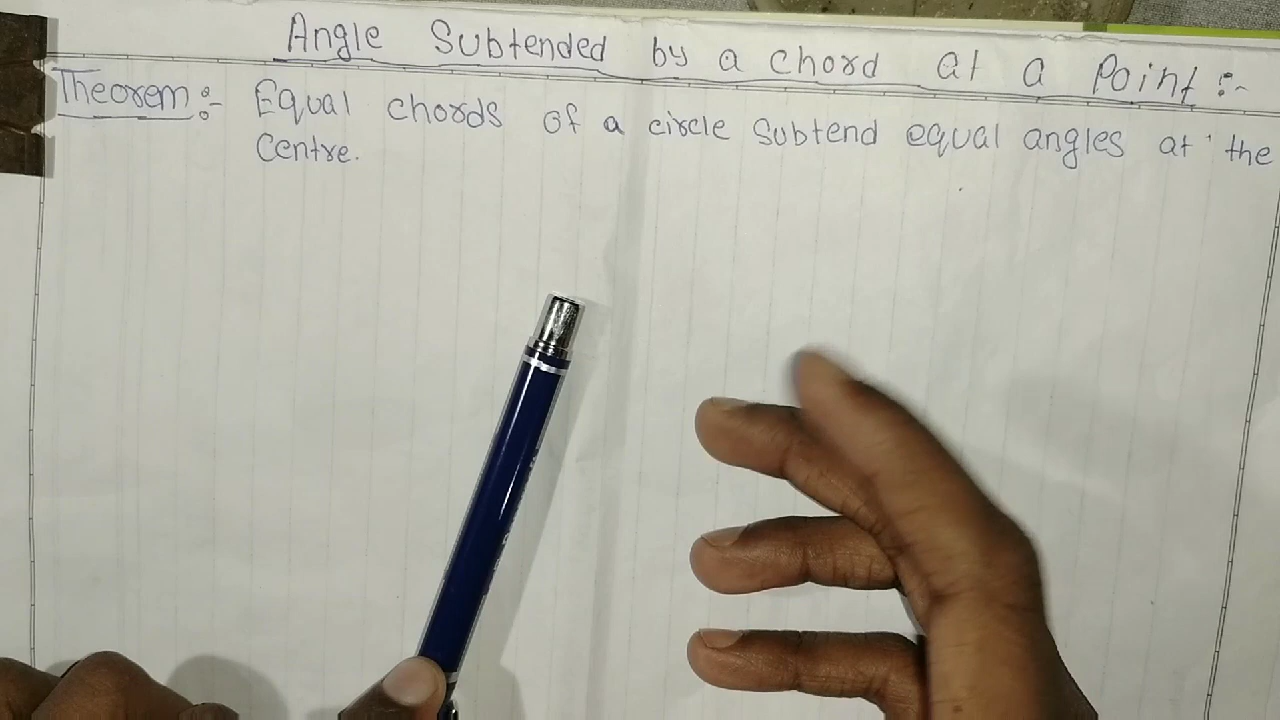 Angle Subtended by a chord at a Point :-
Theorem :- Equal chords of a circle Subtend equal angles at the
Centre.